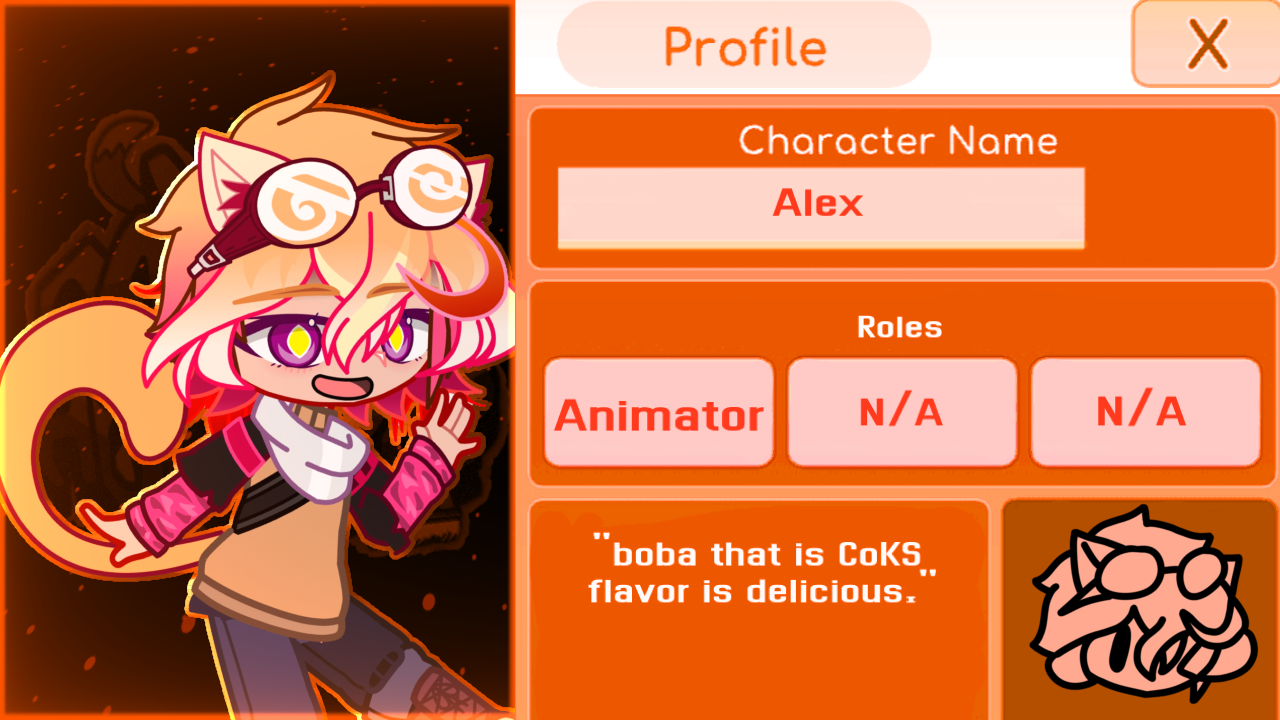 Profile
X
Character Name
Alex
Roles
Animator
N/A
N/A
"boba that is CoKS
flavor is delicious."